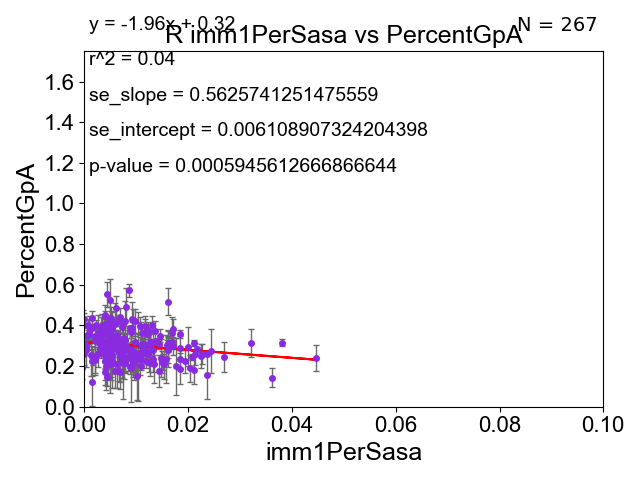 y = -1.96x + 0.32
N = 267
R imm1PerSasa vs PercentGpA
r^2 = 0.04
se_slope = 0.5625741251475559
se_intercept = 0.006108907324204398
p-value = 0.0005945612666866644
PercentGpA
1.6
1.4
1.2
1.0
0.8
0.6
0.4
0.2
0.0
0.00 0.02 0.04 0.06 0.08 0.10
imm1PerSasa